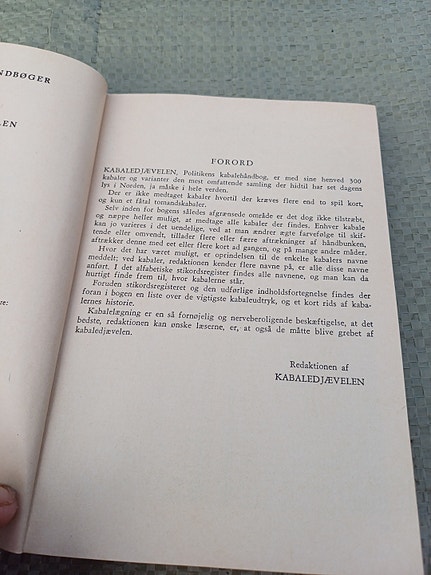 NDBØGER
LEN
re:
FORORD
KABALEDJÆVELEN, Politikens kabalehåndbog, er med sine henved 300
kabaler og varianter den mest omfattende samling der hidtil har set dagens
lys i Norden, ja måske i hele verden.
Der er ikke medtaget kabaler hvortil der kræves flere end to spil kort,
og kun et fåtal tomandskabaler.
Selv inden for bogens således afgrænsede område er det dog ikke tilstræbt,
og næppe heller muligt, at medtage alle kabaler der findes. Enhver kabale
kan jo varieres i det uendelige, ved at man ændrer ægte farvefølge til skif-
tende eller omvendt, tillader flere eller færre aftrækninger af håndbunken,
aftrækker denne med eet eller flere kort ad gangen, og på mange andre måder.
Hvor det har været muligt, er oprindelsen til de enkelte kabalers navne
meddelt; ved kabaler, redaktionen kender flere navne på, er alle disse navne
anført. I det alfabetiske stikordsregister findes alle navnene, og man kan da
hurtigt finde frem til, hvor kabalerne står.
Foruden stikordsregisteret og den udførlige indholdsfortegnelse findes der
foran i bogen en liste over de vigtigste kabaleudtryk, og et kort rids af kaba-
lernes historie.
Kabalelægning er en så fornøjelig og nerveberoligende beskæftigelse, at det
bedste, redaktionen kan ønske læserne, er, at også de måtte blive grebet af
kabaledjævelen.
Redaktionen af
KABALEDJÆVELEN